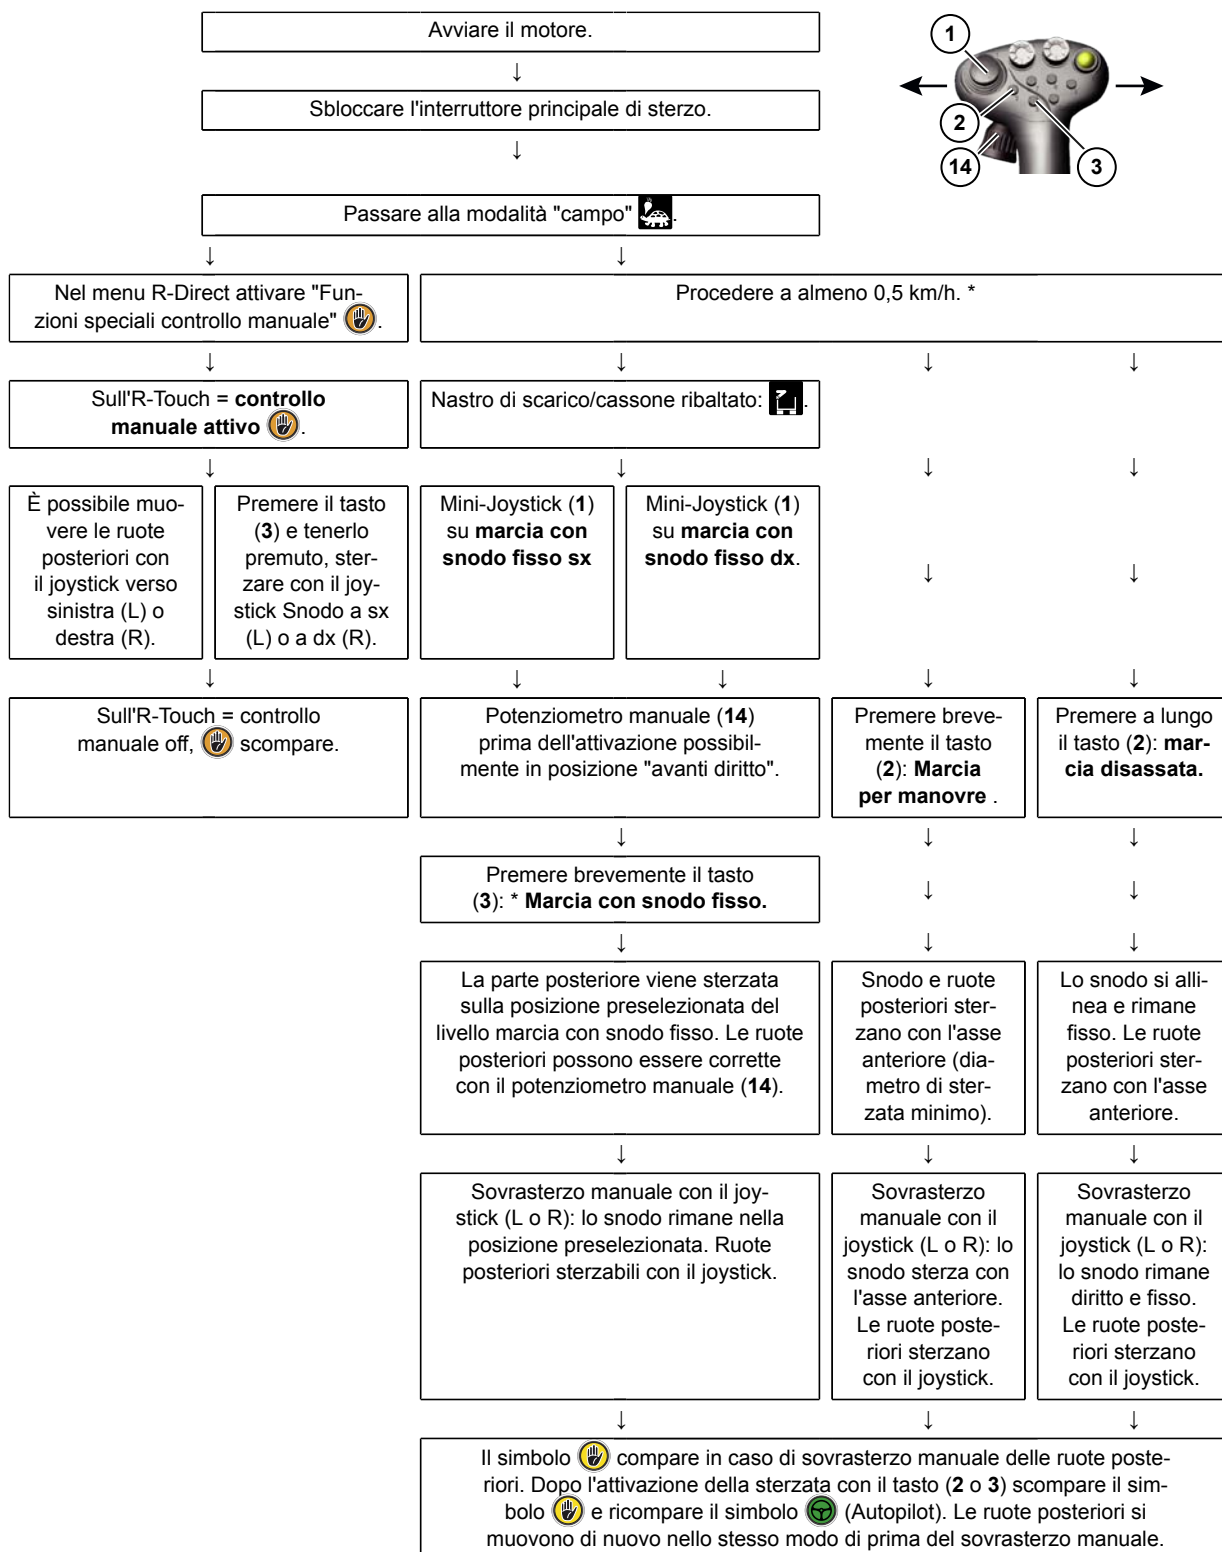 Avviare il motore.
1
2
14
3
↓
Sbloccare l'interruttore principale di sterzo.
↓
Passare alla modalità "campo" .
↓ ↓
Nel menu R-Direct attivare "Fun-
zioni speciali controllo manuale" .
Procedere a almeno 0,5 km/h. *
↓ ↓ ↓ ↓
Sull'R-Touch = controllo
manuale attivo .
Nastro di scarico/cassone ribaltato: .
↓ ↓ ↓ ↓
È possibile muo-
vere le ruote
posteriori con
il joystick verso
sinistra (L) o
destra (R).
Premere il tasto
(3) e tenerlo
premuto, ster-
zare con il joy-
stick Snodo a sx
(L) o a dx (R).
Mini-Joystick (1)
su marcia con
snodo fisso sx
Mini-Joystick (1)
su marcia con
snodo fisso dx.
↓ ↓
↓ ↓ ↓ ↓ ↓
Sull'R-Touch = controllo
manuale off, scompare.
Potenziometro manuale (14)
prima dell'attivazione possibil-
mente in posizione "avanti diritto".
Premere breve-
mente il tasto
(2): Marcia
per manovre .
Premere a lungo
il tasto (2): mar-
cia disassata.
↓ ↓ ↓
Premere brevemente il tasto
(3): * Marcia con snodo fisso.
↓ ↓
↓ ↓ ↓
La parte posteriore viene sterzata
sulla posizione preselezionata del
livello marcia con snodo fisso. Le ruote
posteriori possono essere corrette
con il potenziometro manuale (14).
Snodo e ruote
posteriori ster-
zano con l'asse
anteriore (dia-
metro di ster-
zata minimo).
Lo snodo si alli-
nea e rimane
fisso. Le ruote
posteriori ster-
zano con l'asse
anteriore.
↓ ↓ ↓
Sovrasterzo manuale con il joy-
stick (L o R): lo snodo rimane nella
posizione preselezionata. Ruote
posteriori sterzabili con il joystick.
Sovrasterzo
manuale con il
joystick (L o R): lo
snodo sterza con
l'asse anteriore.
Le ruote poste-
riori sterzano
con il joystick.
Sovrasterzo
manuale con il
joystick (L o R):
lo snodo rimane
diritto e fisso.
Le ruote poste-
riori sterzano
con il joystick.
↓ ↓ ↓
Il simbolo compare in caso di sovrasterzo manuale delle ruote poste-
riori. Dopo l'attivazione della sterzata con il tasto (2 o 3) scompare il sim-
bolo e ricompare il simbolo (Autopilot). Le ruote posteriori si
muovono di nuovo nello stesso modo di prima del sovrasterzo manuale.